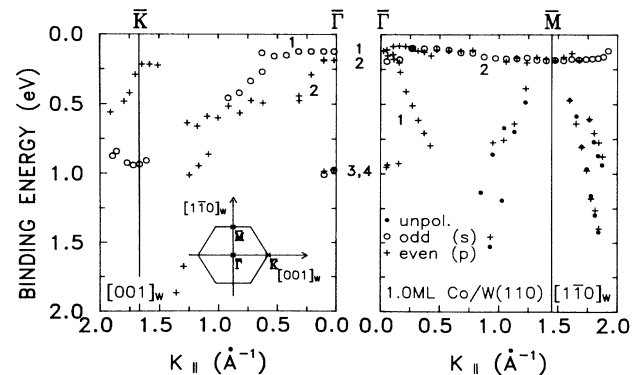 K̄ Γ̄ Γ̄ M̄
0.0
0.5
1.0
1.5
2.0
BINDING ENERGY (eV)
1
2
3,4
1
2
2
1
[11̄0]w
M̄
Γ̄
K̄
[001]w
[001]w
• unpol.
o odd (s)
+ even (p)
1.0ML Co/W(110)
[11̄0]w
2.0 1.5 1.0 0.5 0.0
0.0 0.5 1.0 1.5 2.0
K∥ (Å⁻¹)
K∥ (Å⁻¹)